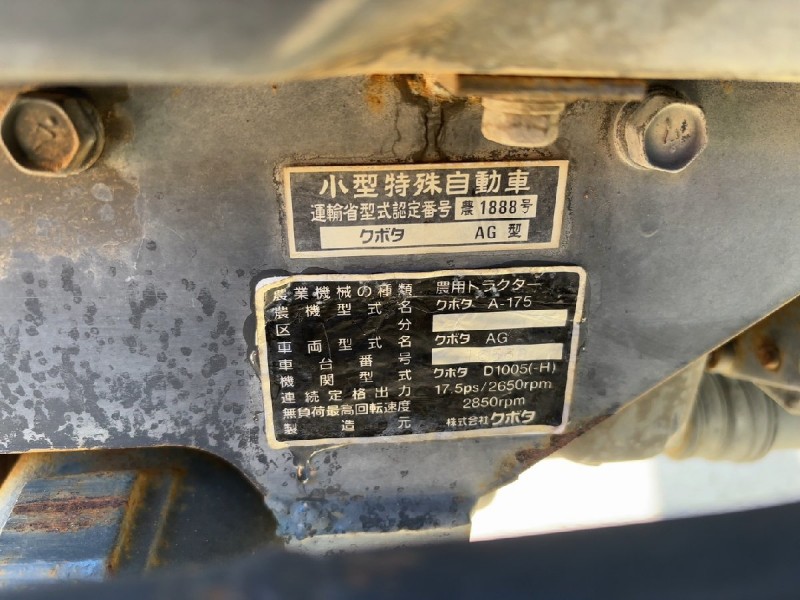 小型特殊自動車
運輸省型式認定番号 農1888号
クボタ AG 型
農業機械の種類 農用トラクター
農機型式名 クボタ A-175
区分
車両型式名 クボタ AG
車台番号
機関型式 クボタ D1005(-H)
連続定格出力 17.5ps/2650rpm
無負荷最高回転速度 2850rpm
製造元 株式会社クボタ